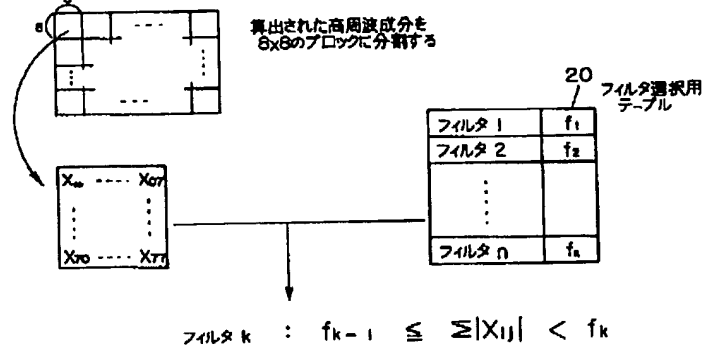 8
算出された高周波成分を
8x8のブロックに分割する
20
フィルタ選択用
テーブル
フィルタ 1 f₁
フィルタ 2 f₂
フィルタ n fₙ
X₀₀ ---- X₀₇
X₇₀ ---- X₇₇
フィルタ k : fk-1 ≦ Σ|Xij| < fk